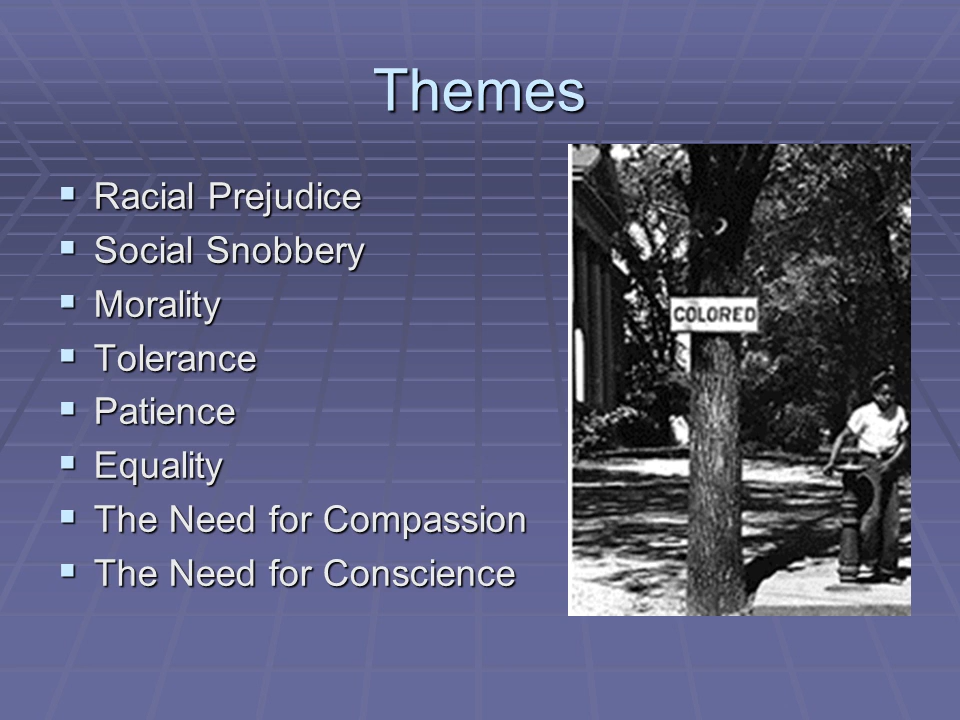 Themes
Racial Prejudice
Social Snobbery
Morality
Tolerance
Patience
Equality
The Need for Compassion
The Need for Conscience
COLORED